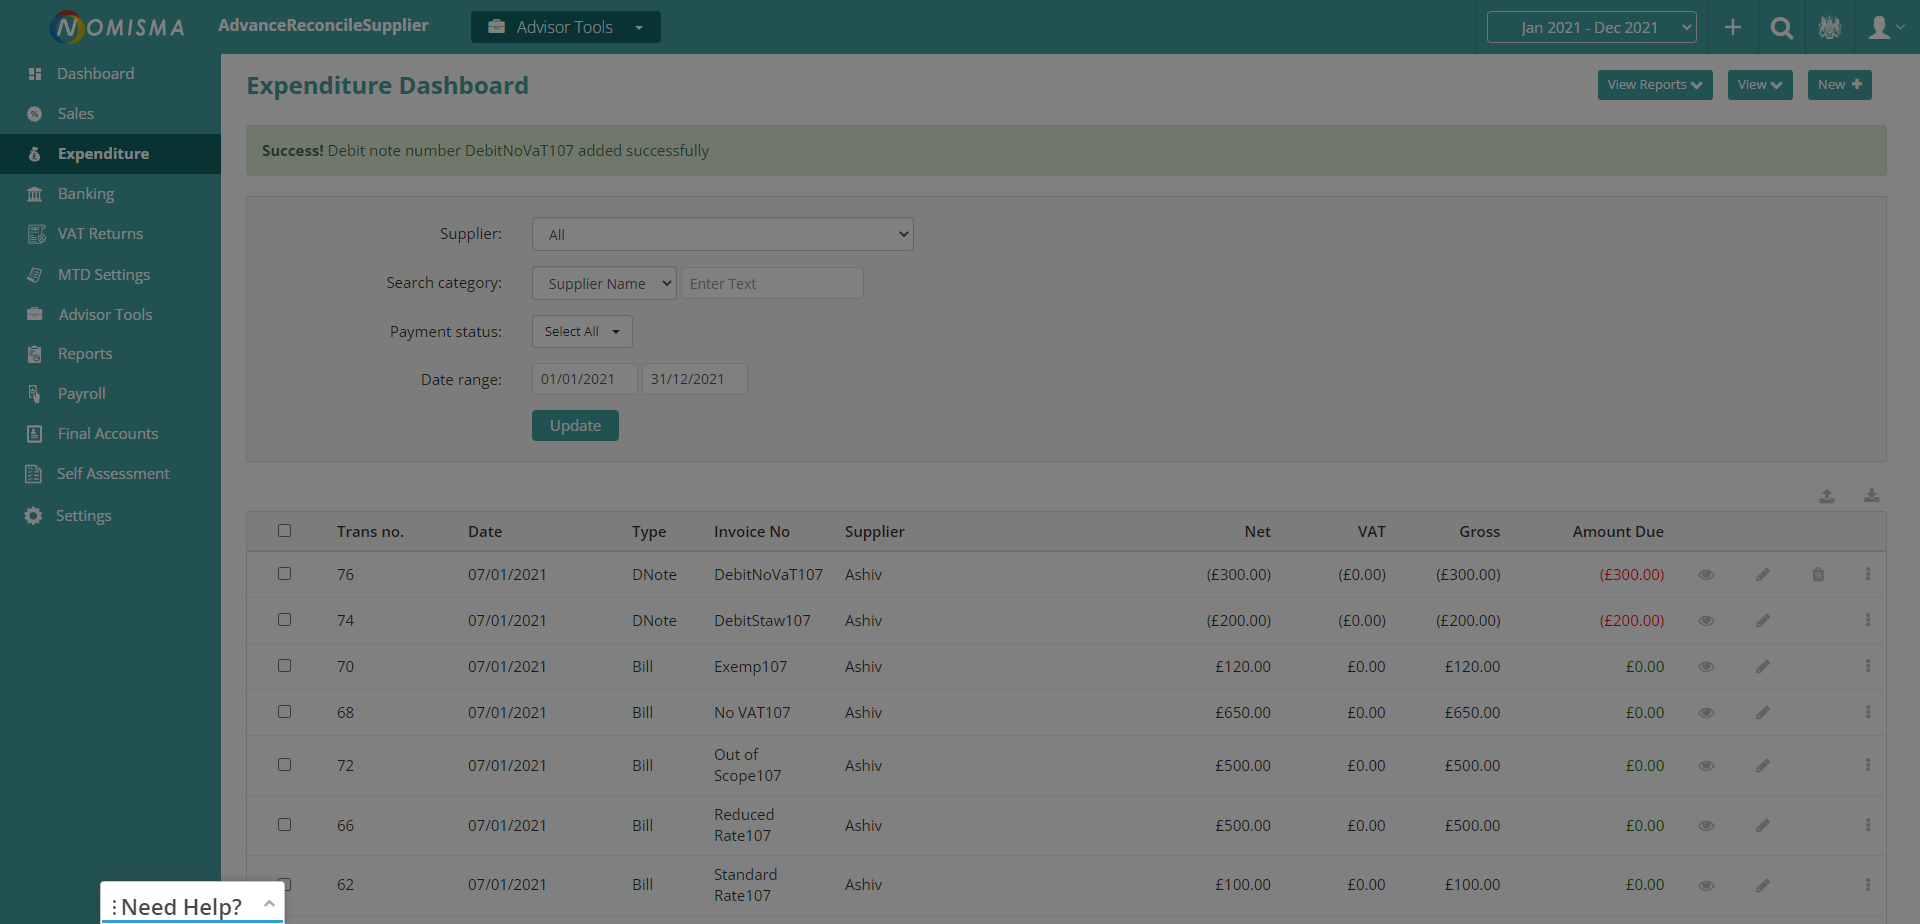 NOMISMA AdvanceReconcileSupplier Advisor Tools Jan 2021 - Dec 2021
Dashboard
Sales
Expenditure
Banking
VAT Returns
MTD Settings
Advisor Tools
Reports
Payroll
Final Accounts
Self Assessment
Settings
Expenditure Dashboard View Reports View New
Success! Debit note number DebitNoVaT107 added successfully
Supplier: All
Search category: Supplier Name Enter Text
Payment status: Select All
Date range: 01/01/2021 31/12/2021
Update
Trans no. Date Type Invoice No Supplier Net VAT Gross Amount Due
76 07/01/2021 DNote DebitNoVaT107 Ashiv (£300.00) (£0.00) (£300.00) (£300.00)
74 07/01/2021 DNote DebitStaw107 Ashiv (£200.00) (£0.00) (£200.00) (£200.00)
70 07/01/2021 Bill Exemp107 Ashiv £120.00 £0.00 £120.00 £0.00
68 07/01/2021 Bill No VAT107 Ashiv £650.00 £0.00 £650.00 £0.00
72 07/01/2021 Bill Out of
Scope107 Ashiv £500.00 £0.00 £500.00 £0.00
66 07/01/2021 Bill Reduced
Rate107 Ashiv £500.00 £0.00 £500.00 £0.00
62 07/01/2021 Bill Standard
Rate107 Ashiv £100.00 £0.00 £100.00 £0.00
Need Help?